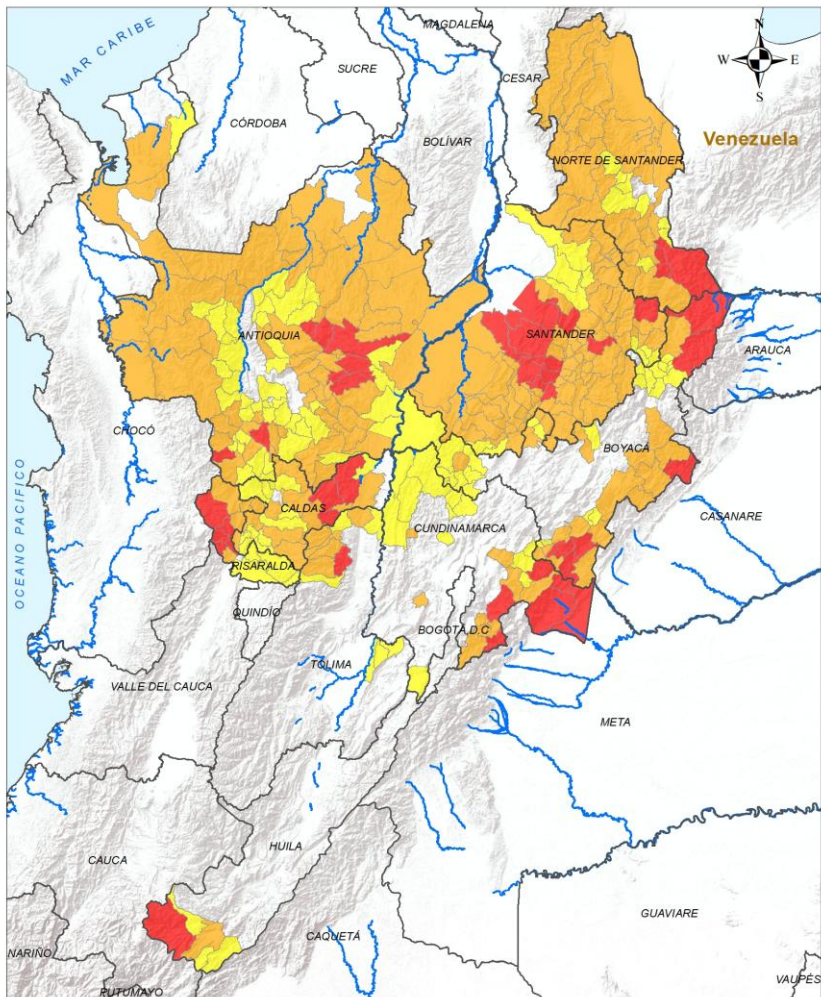 MAGDALENA
N
MAR CARIBE
SUCRE
CESAR
W
E
S
CÓRDOBA
BOLÍVAR
Venezuela
NORTE DE SANTANDER
ANTIOQUIA
SANTANDER
ARAUCA
CHOCÓ
BOYACÁ
OCEANO PACIFICO
CALDAS
CUNDINAMARCA
CASANARE
RISARALDA
QUINDÍO
BOGOTÁ D.C
TOLIMA
VALLE DEL CAUCA
META
HUILA
CAUCA
GUAVIARE
NARIÑO
CAQUETÁ
PUTUMAYO
VAUPÉS